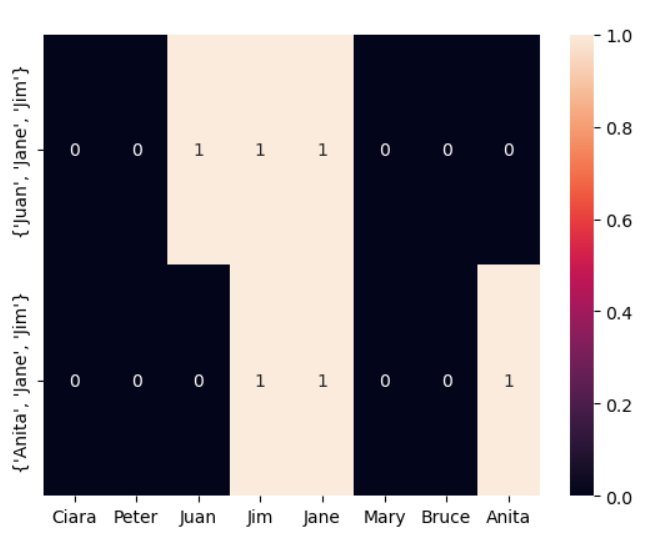 {'Juan', 'Jane', 'Jim'}
0 0 1 1 1 0 0 0
{'Anita', 'Jane', 'Jim'}
0 0 0 1 1 0 0 1
Ciara Peter Juan Jim Jane Mary Bruce Anita
1.0
0.8
0.6
0.4
0.2
0.0